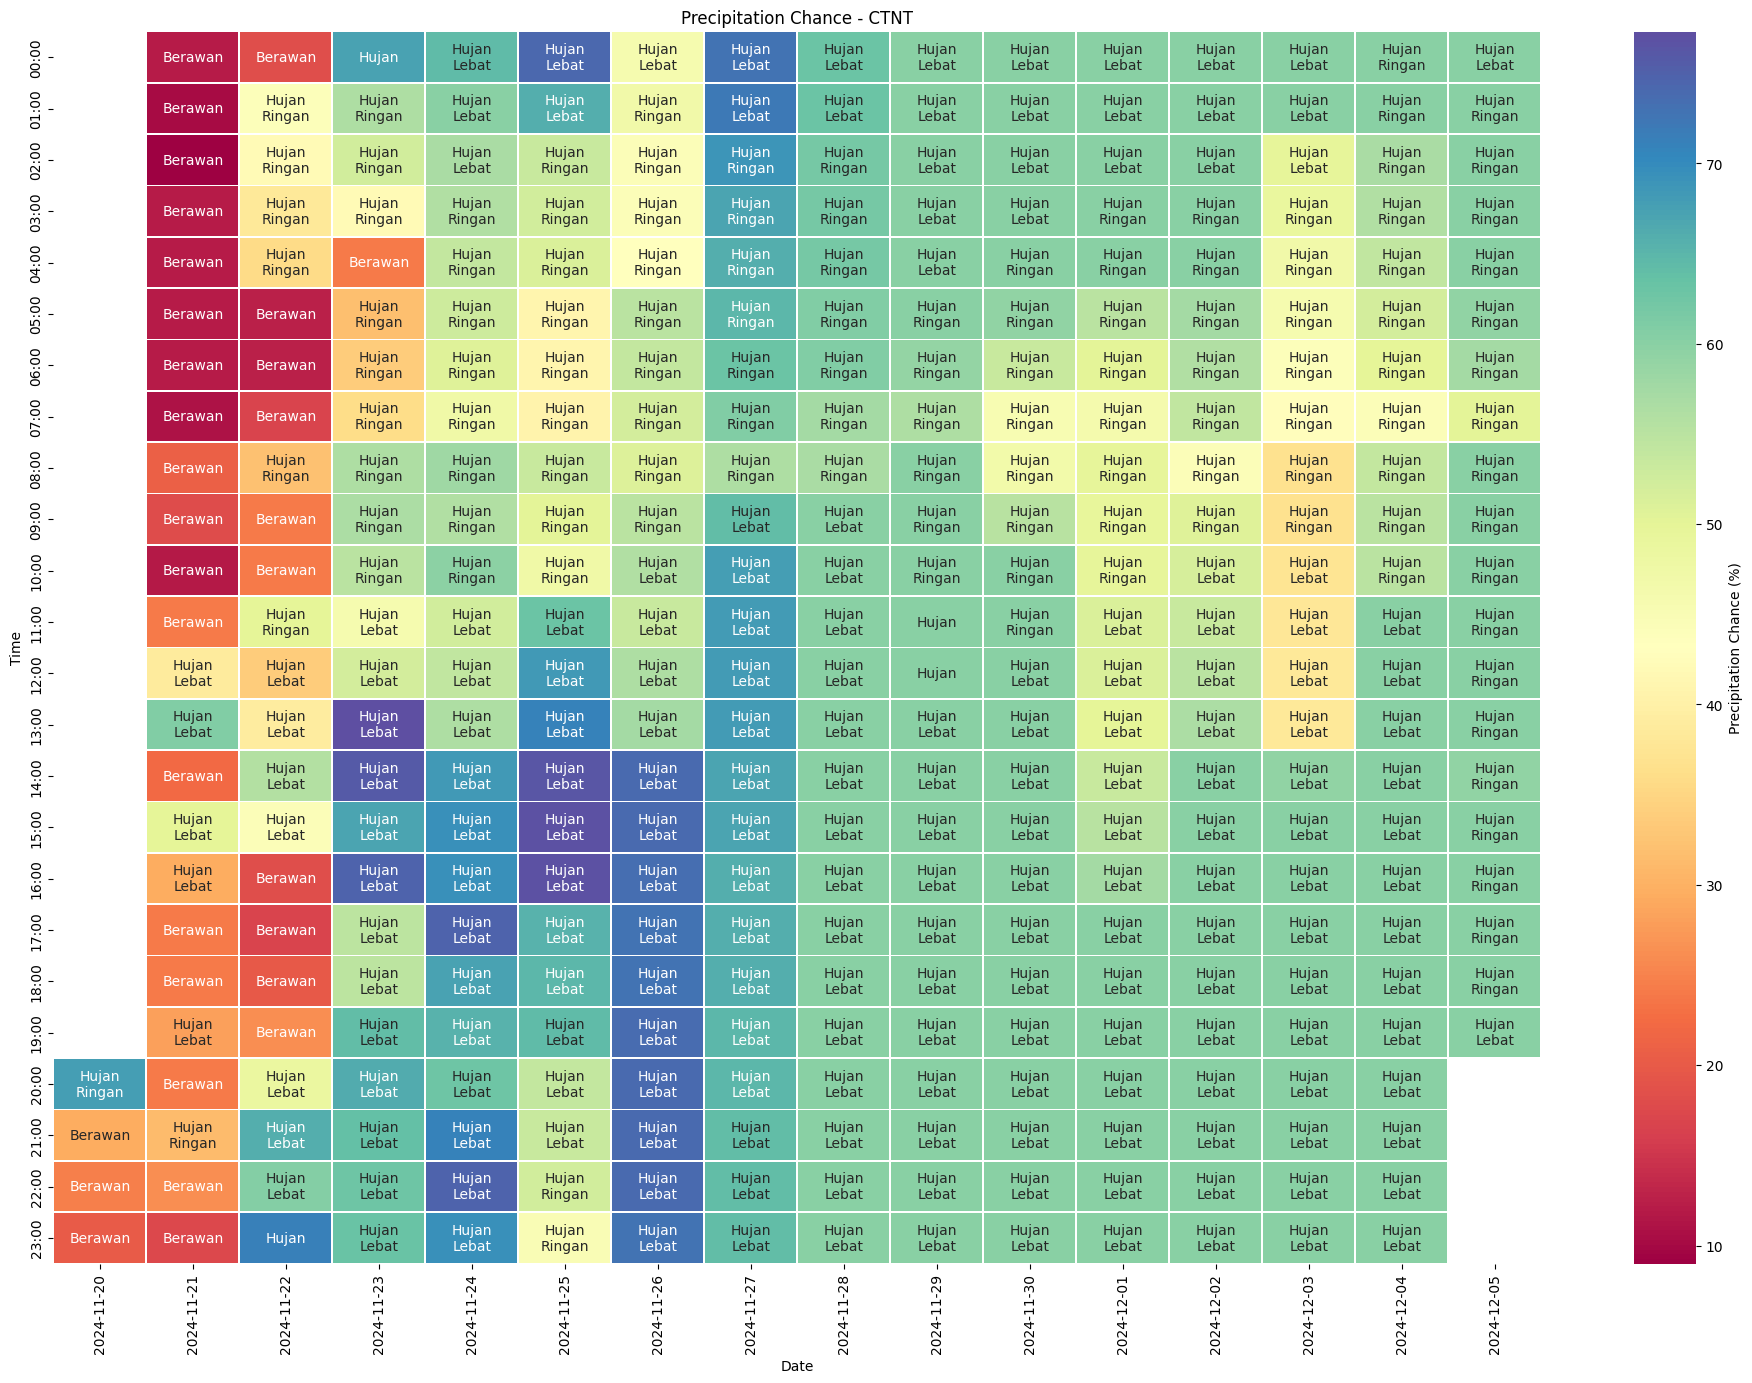 Precipitation Chance - CTNT
00:00 Berawan Berawan Hujan Hujan Lebat Hujan Lebat Hujan Lebat Hujan Lebat Hujan Lebat Hujan Lebat Hujan Lebat Hujan Lebat Hujan Lebat Hujan Lebat Hujan Ringan Hujan Lebat
01:00 Berawan Hujan Ringan Hujan Ringan Hujan Lebat Hujan Lebat Hujan Ringan Hujan Lebat Hujan Lebat Hujan Lebat Hujan Lebat Hujan Lebat Hujan Lebat Hujan Lebat Hujan Ringan Hujan Ringan
02:00 Berawan Hujan Ringan Hujan Ringan Hujan Lebat Hujan Ringan Hujan Ringan Hujan Ringan Hujan Ringan Hujan Lebat Hujan Lebat Hujan Lebat Hujan Lebat Hujan Lebat Hujan Ringan Hujan Ringan
03:00 Berawan Hujan Ringan Hujan Ringan Hujan Ringan Hujan Ringan Hujan Ringan Hujan Ringan Hujan Ringan Hujan Lebat Hujan Lebat Hujan Ringan Hujan Ringan Hujan Ringan Hujan Ringan Hujan Ringan
04:00 Berawan Hujan Ringan Berawan Hujan Ringan Hujan Ringan Hujan Ringan Hujan Ringan Hujan Ringan Hujan Lebat Hujan Ringan Hujan Ringan Hujan Ringan Hujan Ringan Hujan Ringan Hujan Ringan
05:00 Berawan Berawan Hujan Ringan Hujan Ringan Hujan Ringan Hujan Ringan Hujan Ringan Hujan Ringan Hujan Ringan Hujan Ringan Hujan Ringan Hujan Ringan Hujan Ringan Hujan Ringan Hujan Ringan
06:00 Berawan Berawan Hujan Ringan Hujan Ringan Hujan Ringan Hujan Ringan Hujan Ringan Hujan Ringan Hujan Ringan Hujan Ringan Hujan Ringan Hujan Ringan Hujan Ringan Hujan Ringan Hujan Ringan
07:00 Berawan Berawan Hujan Ringan Hujan Ringan Hujan Ringan Hujan Ringan Hujan Ringan Hujan Ringan Hujan Ringan Hujan Ringan Hujan Ringan Hujan Ringan Hujan Ringan Hujan Ringan Hujan Ringan
08:00 Berawan Hujan Ringan Hujan Ringan Hujan Ringan Hujan Ringan Hujan Ringan Hujan Ringan Hujan Ringan Hujan Ringan Hujan Ringan Hujan Ringan Hujan Ringan Hujan Ringan Hujan Ringan Hujan Ringan
09:00 Berawan Berawan Hujan Ringan Hujan Ringan Hujan Ringan Hujan Ringan Hujan Lebat Hujan Lebat Hujan Ringan Hujan Ringan Hujan Ringan Hujan Ringan Hujan Ringan Hujan Ringan Hujan Ringan
10:00 Berawan Berawan Hujan Ringan Hujan Ringan Hujan Ringan Hujan Lebat Hujan Lebat Hujan Lebat Hujan Ringan Hujan Ringan Hujan Ringan Hujan Lebat Hujan Lebat Hujan Ringan Hujan Ringan
11:00 Berawan Hujan Ringan Hujan Lebat Hujan Lebat Hujan Lebat Hujan Lebat Hujan Lebat Hujan Lebat Hujan Hujan Ringan Hujan Lebat Hujan Lebat Hujan Lebat Hujan Lebat Hujan Ringan
12:00 Hujan Lebat Hujan Lebat Hujan Lebat Hujan Lebat Hujan Lebat Hujan Lebat Hujan Lebat Hujan Lebat Hujan Hujan Lebat Hujan Lebat Hujan Lebat Hujan Lebat Hujan Lebat Hujan Ringan
13:00 Hujan Lebat Hujan Lebat Hujan Lebat Hujan Lebat Hujan Lebat Hujan Lebat Hujan Lebat Hujan Lebat Hujan Lebat Hujan Lebat Hujan Lebat Hujan Lebat Hujan Lebat Hujan Lebat Hujan Ringan
14:00 Berawan Hujan Lebat Hujan Lebat Hujan Lebat Hujan Lebat Hujan Lebat Hujan Lebat Hujan Lebat Hujan Lebat Hujan Lebat Hujan Lebat Hujan Lebat Hujan Lebat Hujan Lebat Hujan Ringan
15:00 Hujan Lebat Hujan Lebat Hujan Lebat Hujan Lebat Hujan Lebat Hujan Lebat Hujan Lebat Hujan Lebat Hujan Lebat Hujan Lebat Hujan Lebat Hujan Lebat Hujan Lebat Hujan Lebat Hujan Ringan
16:00 Hujan Lebat Berawan Hujan Lebat Hujan Lebat Hujan Lebat Hujan Lebat Hujan Lebat Hujan Lebat Hujan Lebat Hujan Lebat Hujan Lebat Hujan Lebat Hujan Lebat Hujan Lebat Hujan Ringan
17:00 Berawan Berawan Hujan Lebat Hujan Lebat Hujan Lebat Hujan Lebat Hujan Lebat Hujan Lebat Hujan Lebat Hujan Lebat Hujan Lebat Hujan Lebat Hujan Lebat Hujan Lebat Hujan Ringan
18:00 Berawan Berawan Hujan Lebat Hujan Lebat Hujan Lebat Hujan Lebat Hujan Lebat Hujan Lebat Hujan Lebat Hujan Lebat Hujan Lebat Hujan Lebat Hujan Lebat Hujan Lebat Hujan Ringan
19:00 Hujan Lebat Berawan Hujan Lebat Hujan Lebat Hujan Lebat Hujan Lebat Hujan Lebat Hujan Lebat Hujan Lebat Hujan Lebat Hujan Lebat Hujan Lebat Hujan Lebat Hujan Lebat Hujan Lebat
20:00 Hujan Ringan Berawan Hujan Lebat Hujan Lebat Hujan Lebat Hujan Lebat Hujan Lebat Hujan Lebat Hujan Lebat Hujan Lebat Hujan Lebat Hujan Lebat Hujan Lebat Hujan Lebat Hujan Lebat
21:00 Berawan Hujan Ringan Hujan Lebat Hujan Lebat Hujan Lebat Hujan Lebat Hujan Lebat Hujan Lebat Hujan Lebat Hujan Lebat Hujan Lebat Hujan Lebat Hujan Lebat Hujan Lebat Hujan Lebat
22:00 Berawan Berawan Hujan Lebat Hujan Lebat Hujan Lebat Hujan Ringan Hujan Lebat Hujan Lebat Hujan Lebat Hujan Lebat Hujan Lebat Hujan Lebat Hujan Lebat Hujan Lebat Hujan Lebat
23:00 Berawan Berawan Hujan Hujan Lebat Hujan Lebat Hujan Ringan Hujan Lebat Hujan Lebat Hujan Lebat Hujan Lebat Hujan Lebat Hujan Lebat Hujan Lebat Hujan Lebat Hujan Lebat
Time
2024-11-20 2024-11-21 2024-11-22 2024-11-23 2024-11-24 2024-11-25 2024-11-26 2024-11-27 2024-11-28 2024-11-29 2024-11-30 2024-12-01 2024-12-02 2024-12-03 2024-12-04 2024-12-05
Date
70
60
50
40
30
20
10
Precipitation Chance (%)